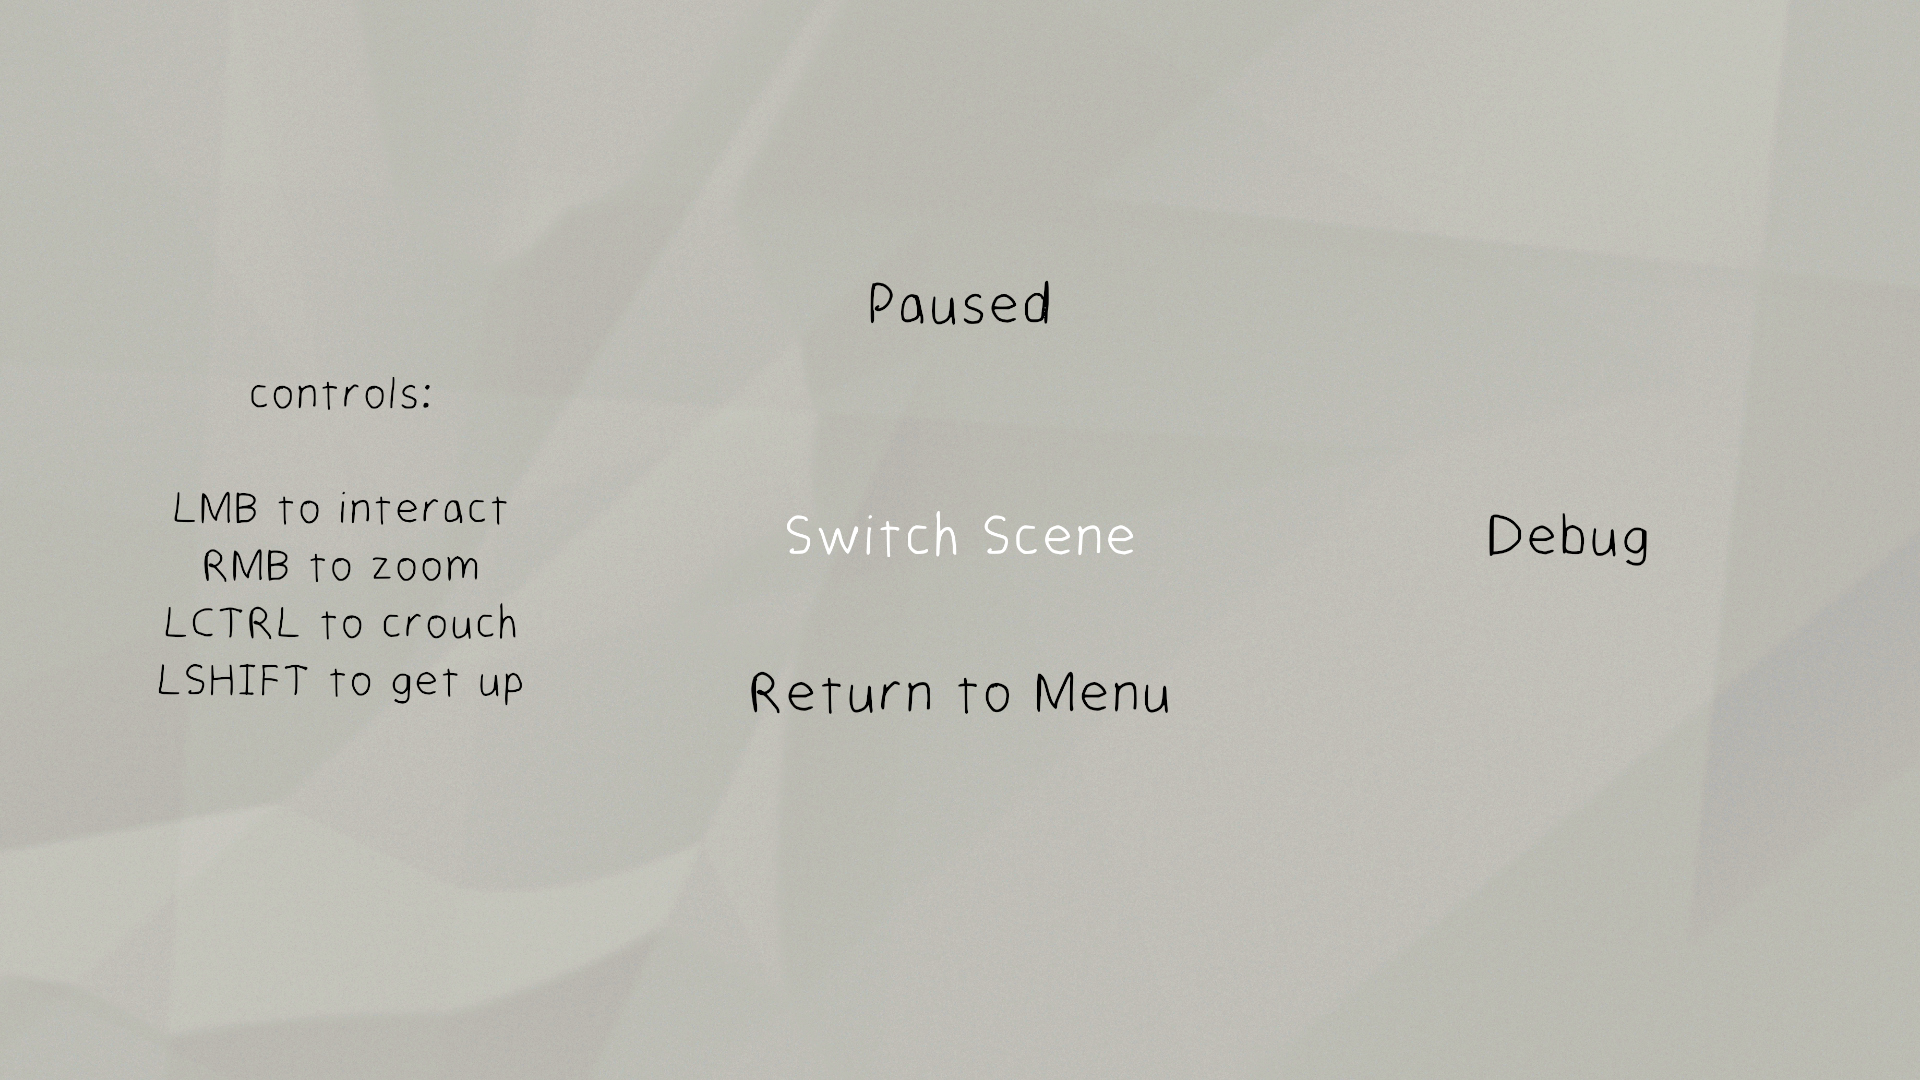 Paused
controls:
LMB to interact
RMB to zoom
LCTRL to crouch
LSHIFT to get up
Switch Scene
Return to Menu
Debug